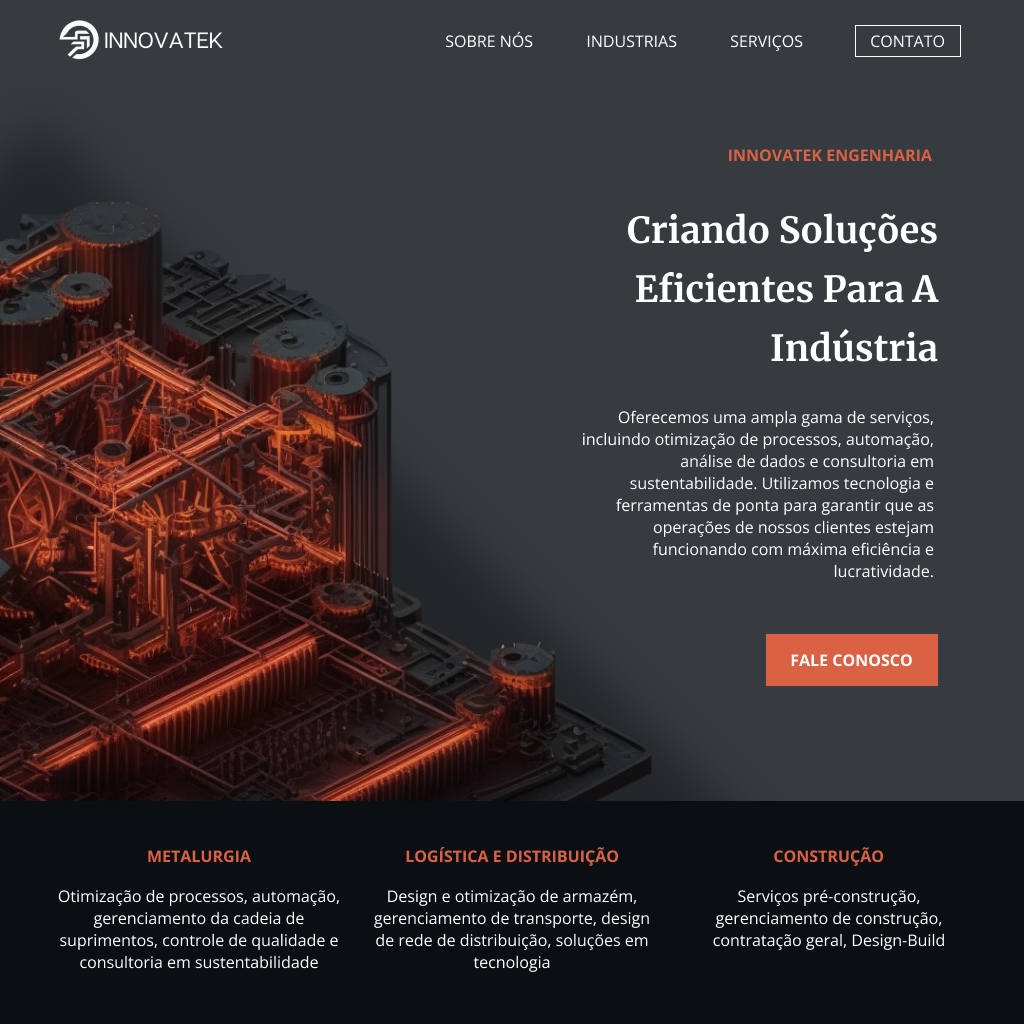 INNOVATEK
SOBRE NÓS
INDUSTRIAS
SERVIÇOS
CONTATO
INNOVATEK ENGENHARIA
Criando Soluções
Eficientes Para A
Indústria
Oferecemos uma ampla gama de serviços,
incluindo otimização de processos, automação,
análise de dados e consultoria em
sustentabilidade. Utilizamos tecnologia e
ferramentas de ponta para garantir que as
operações de nossos clientes estejam
funcionando com máxima eficiência e
lucratividade.
FALE CONOSCO
METALURGIA
Otimização de processos, automação,
gerenciamento da cadeia de
suprimentos, controle de qualidade e
consultoria em sustentabilidade
LOGÍSTICA E DISTRIBUIÇÃO
Design e otimização de armazém,
gerenciamento de transporte, design
de rede de distribuição, soluções em
tecnologia
CONSTRUÇÃO
Serviços pré-construção,
gerenciamento de construção,
contratação geral, Design-Build